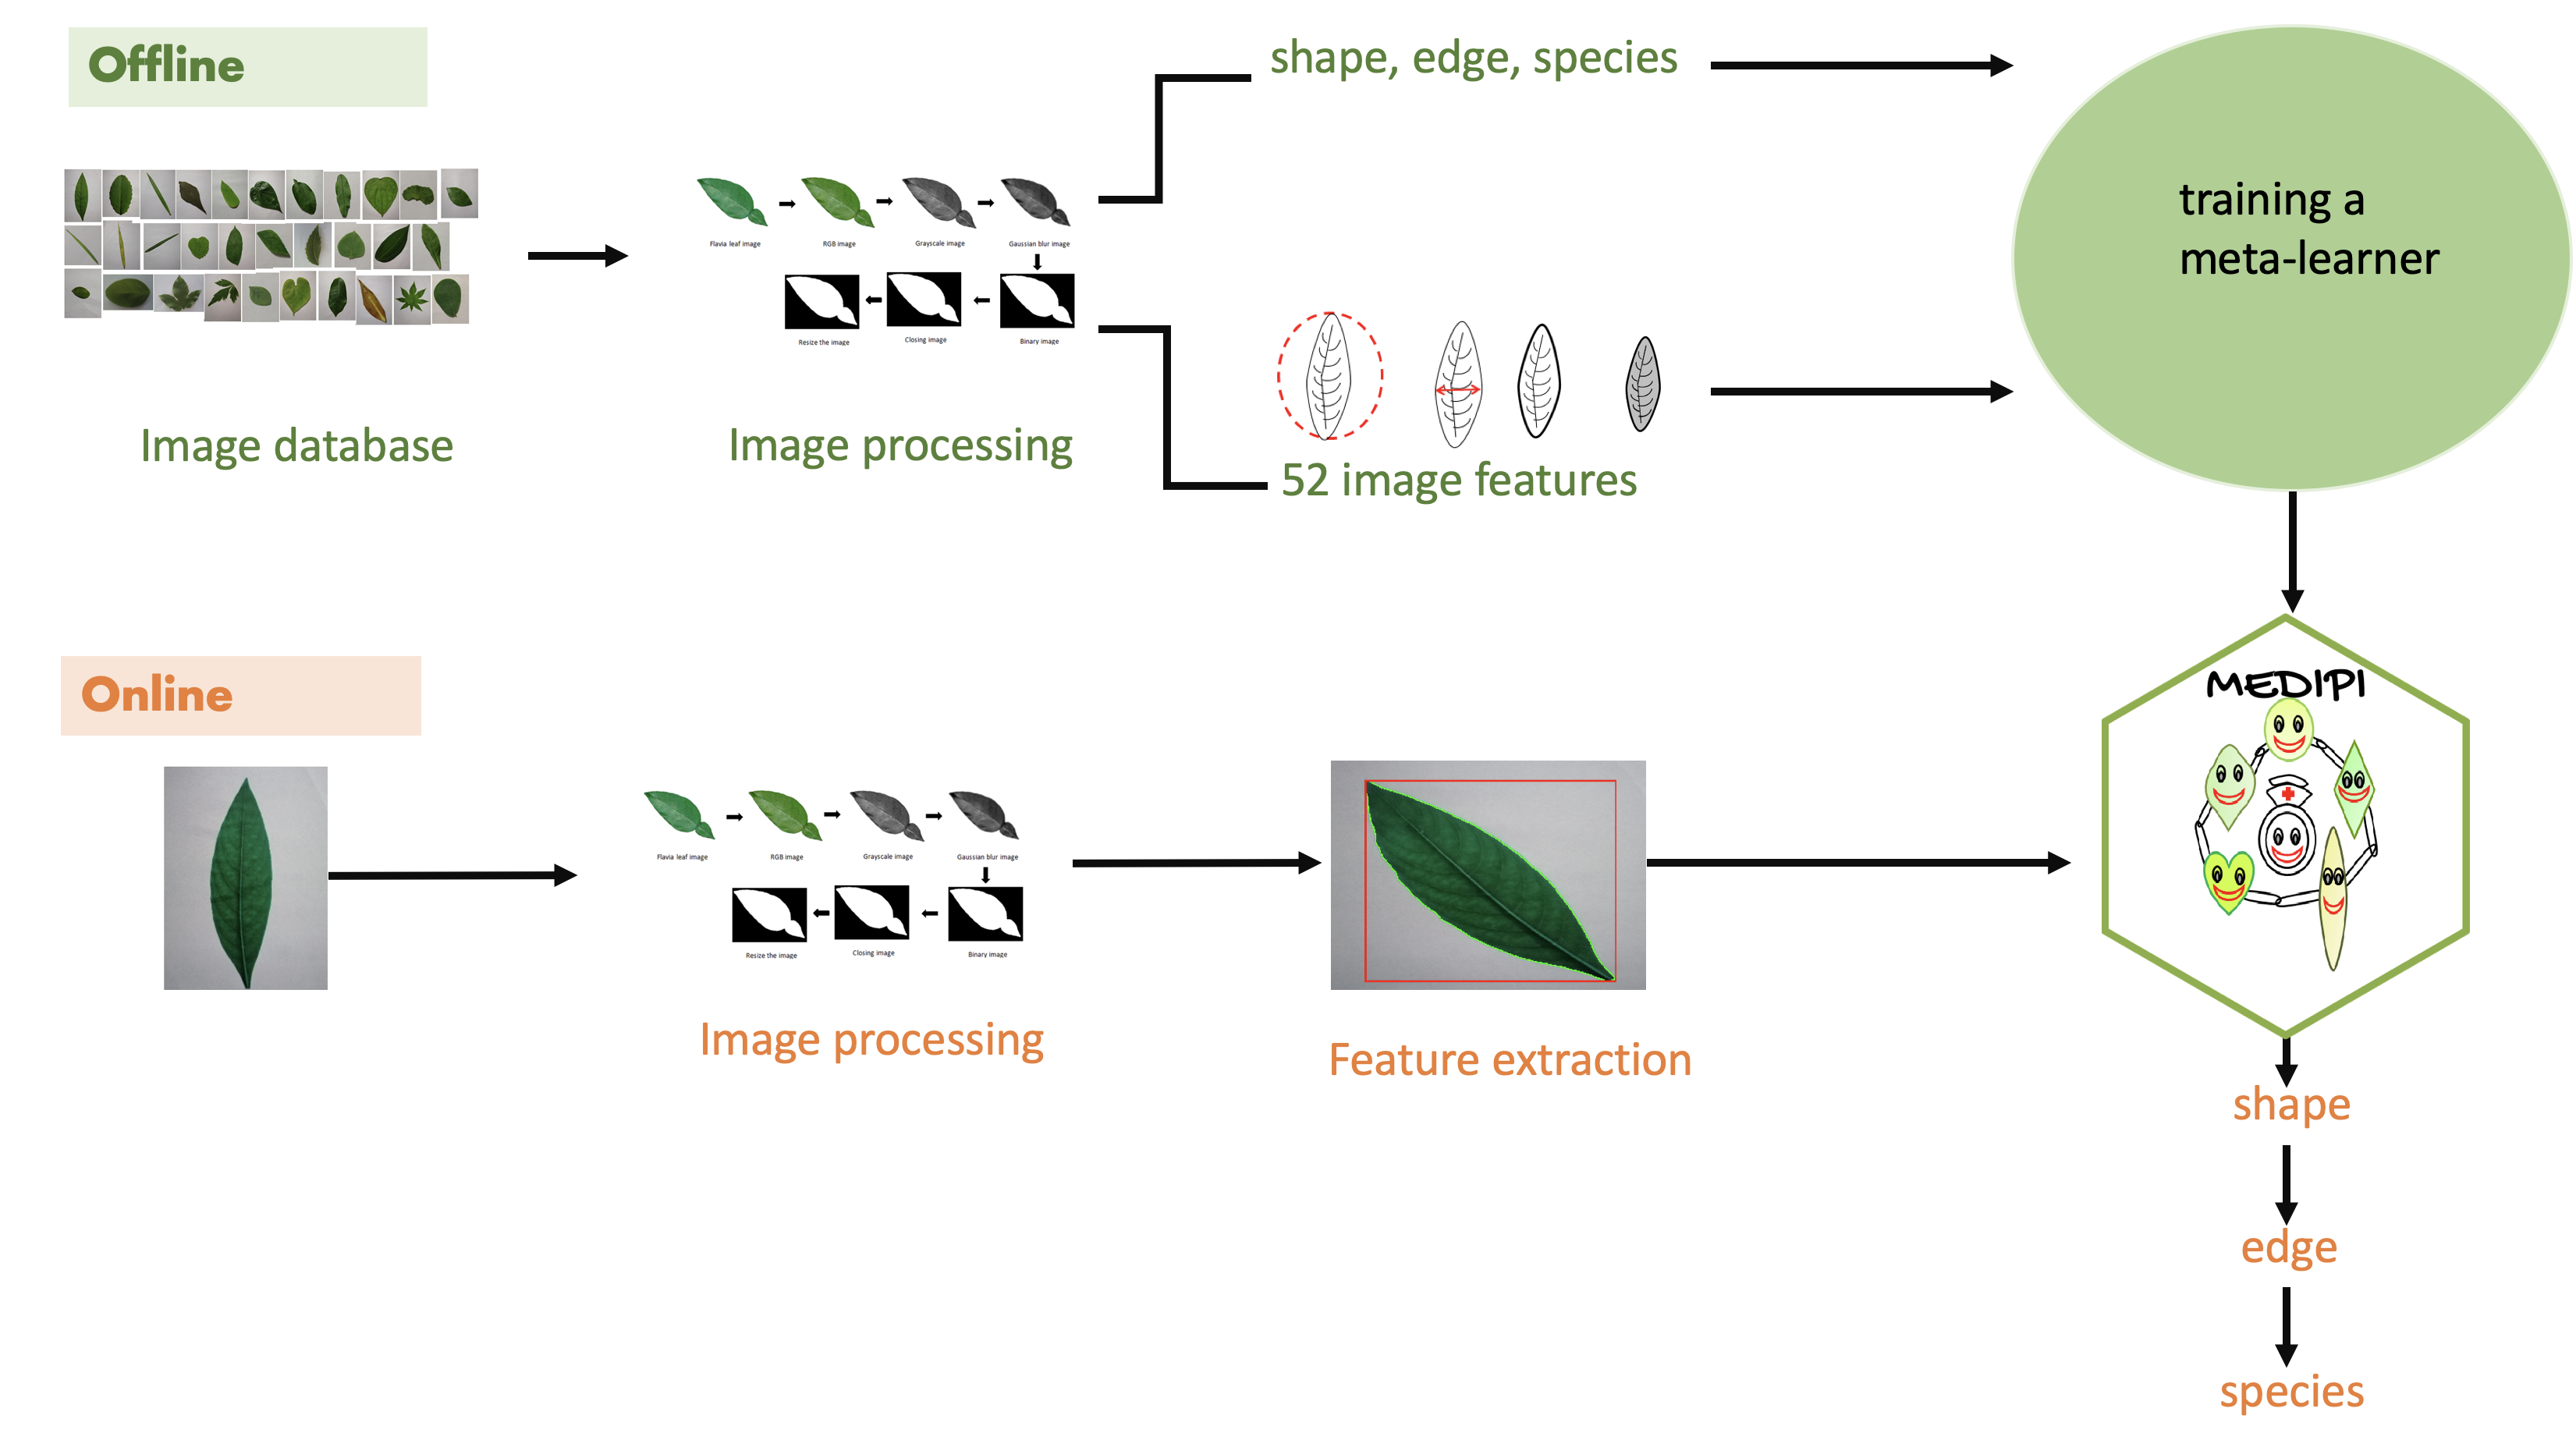 Offline
shape, edge, species
training a
meta-learner
Flavia leaf image
RGB image
Grayscale image
Gaussian blur image
Resize the image
Closing image
Binary image
Image database
Image processing
52 image features
Online
MEDIPI
Flavia leaf image
RGB image
Grayscale image
Gaussian blur image
Resize the image
Closing image
Binary image
Image processing
Feature extraction
shape
edge
species